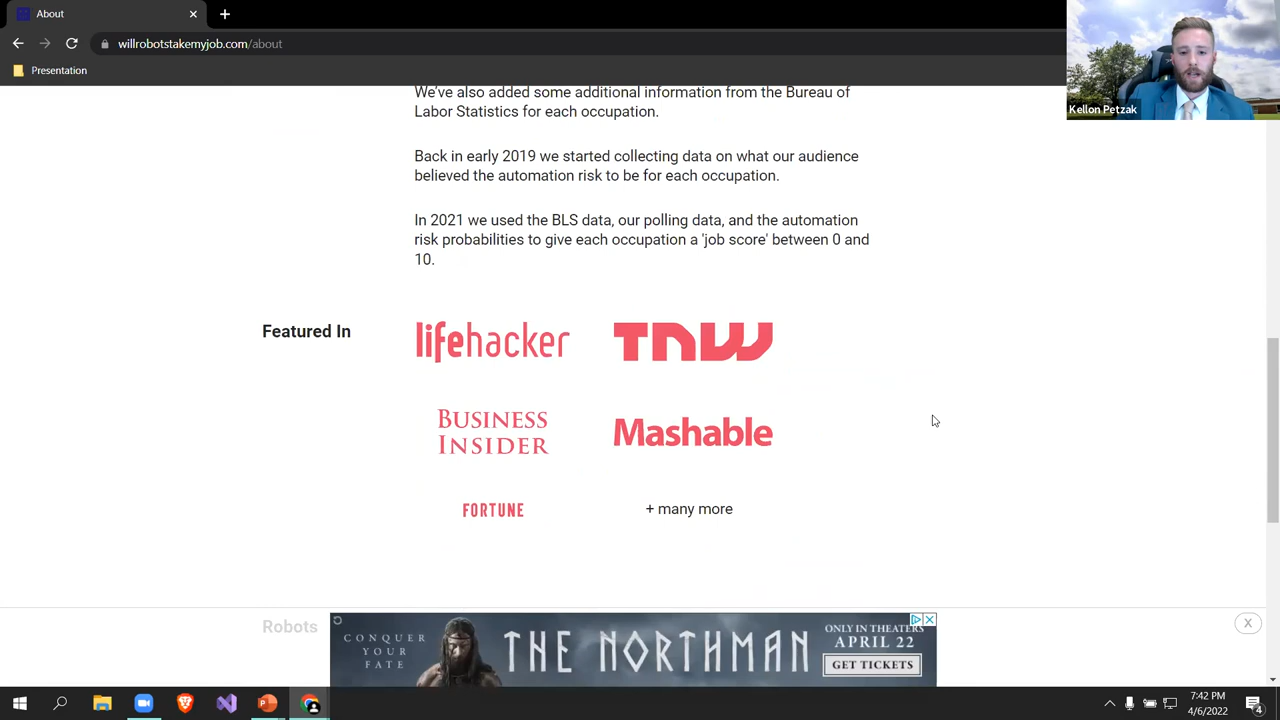 About
willrobotstakemyjob.com/about
Presentation
Kellon Petzak
We've also added some additional information from the Bureau of
Labor Statistics for each occupation.
Back in early 2019 we started collecting data on what our audience
believed the automation risk to be for each occupation.
In 2021 we used the BLS data, our polling data, and the automation
risk probabilities to give each occupation a 'job score' between 0 and
10.
Featured In
lifehacker
TNW
BUSINESS
INSIDER
Mashable
FORTUNE
+ many more
Robots
CONQUER
YOUR
FATE
THE NORTHMAN
ONLY IN THEATERS
APRIL 22
GET TICKETS
X
7:42 PM
4/6/2022
4